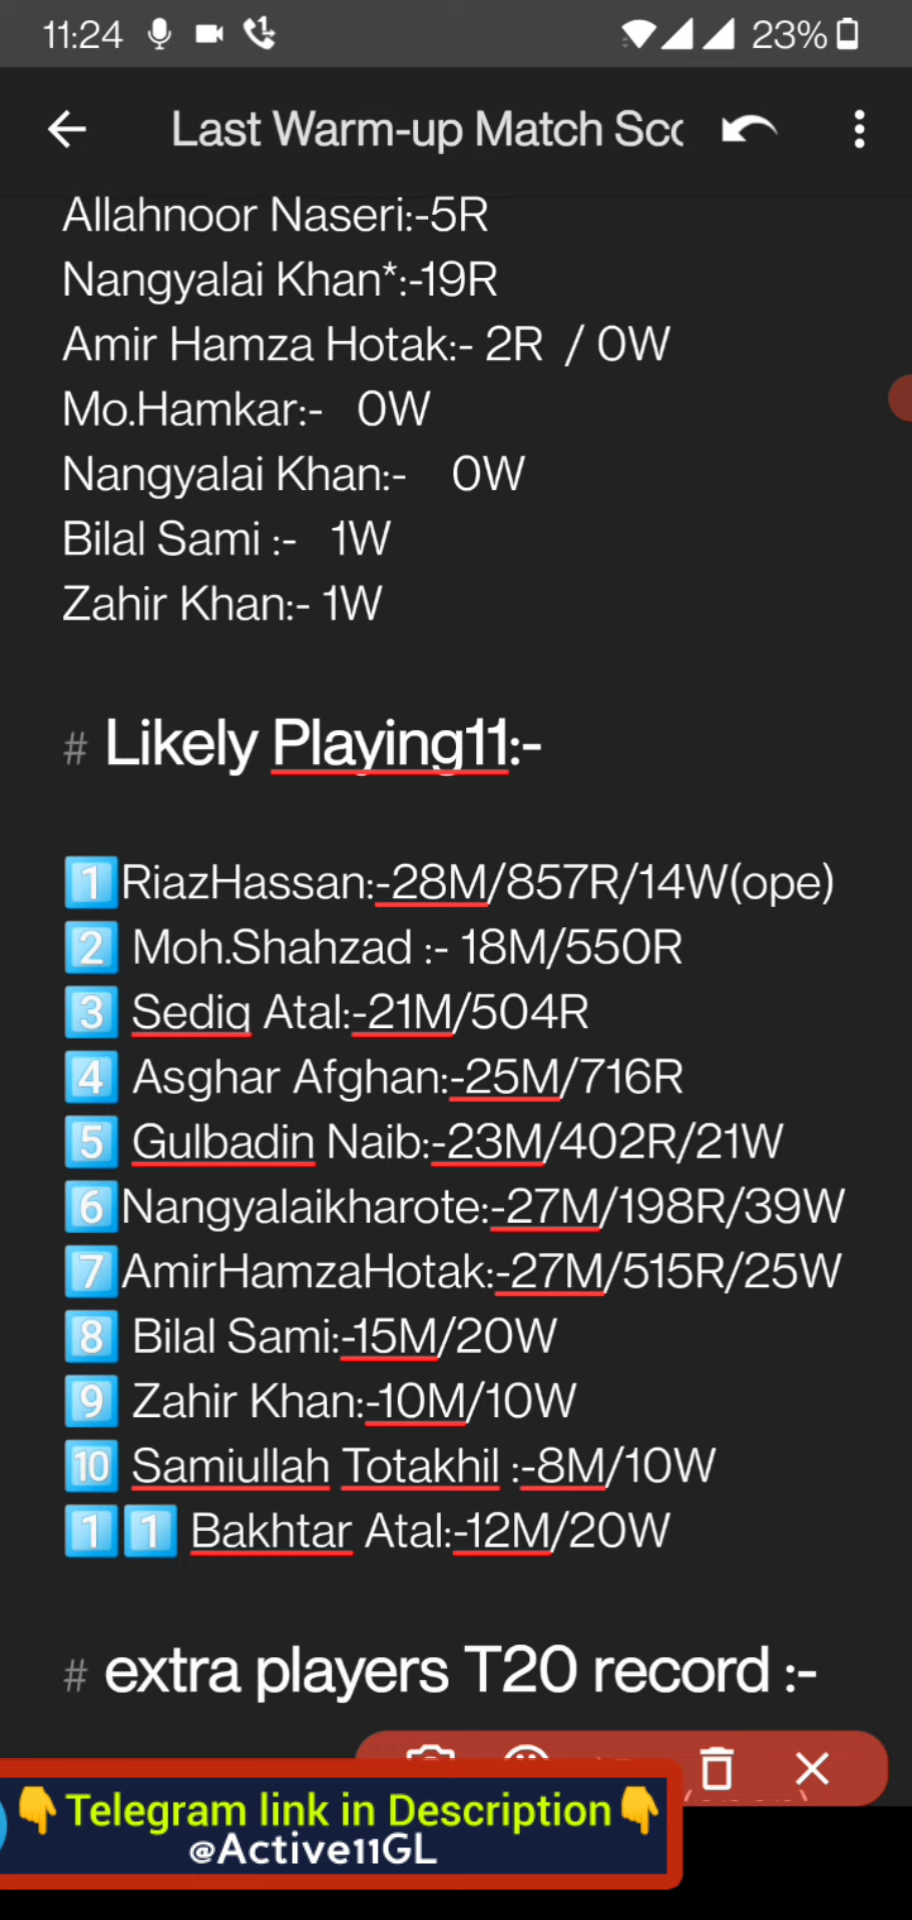 11:24 23%
Last Warm-up Match Sco
Allahnoor Naseri:-5R
Nangyalai Khan*:-19R
Amir Hamza Hotak:- 2R / 0W
Mo.Hamkar:- 0W
Nangyalai Khan:- 0W
Bilal Sami :- 1W
Zahir Khan:- 1W
# Likely Playing11:-
1 RiazHassan:-28M/857R/14W(ope)
2 Moh.Shahzad :- 18M/550R
3 Sediq Atal:-21M/504R
4 Asghar Afghan:-25M/716R
5 Gulbadin Naib:-23M/402R/21W
6 Nangyalaikharote:-27M/198R/39W
7 AmirHamzaHotak:-27M/515R/25W
8 Bilal Sami:-15M/20W
9 Zahir Khan:-10M/10W
10 Samiullah Totakhil :-8M/10W
1 1 Bakhtar Atal:-12M/20W
# extra players T20 record :-
👇Telegram link in Description👇
@Active11GL